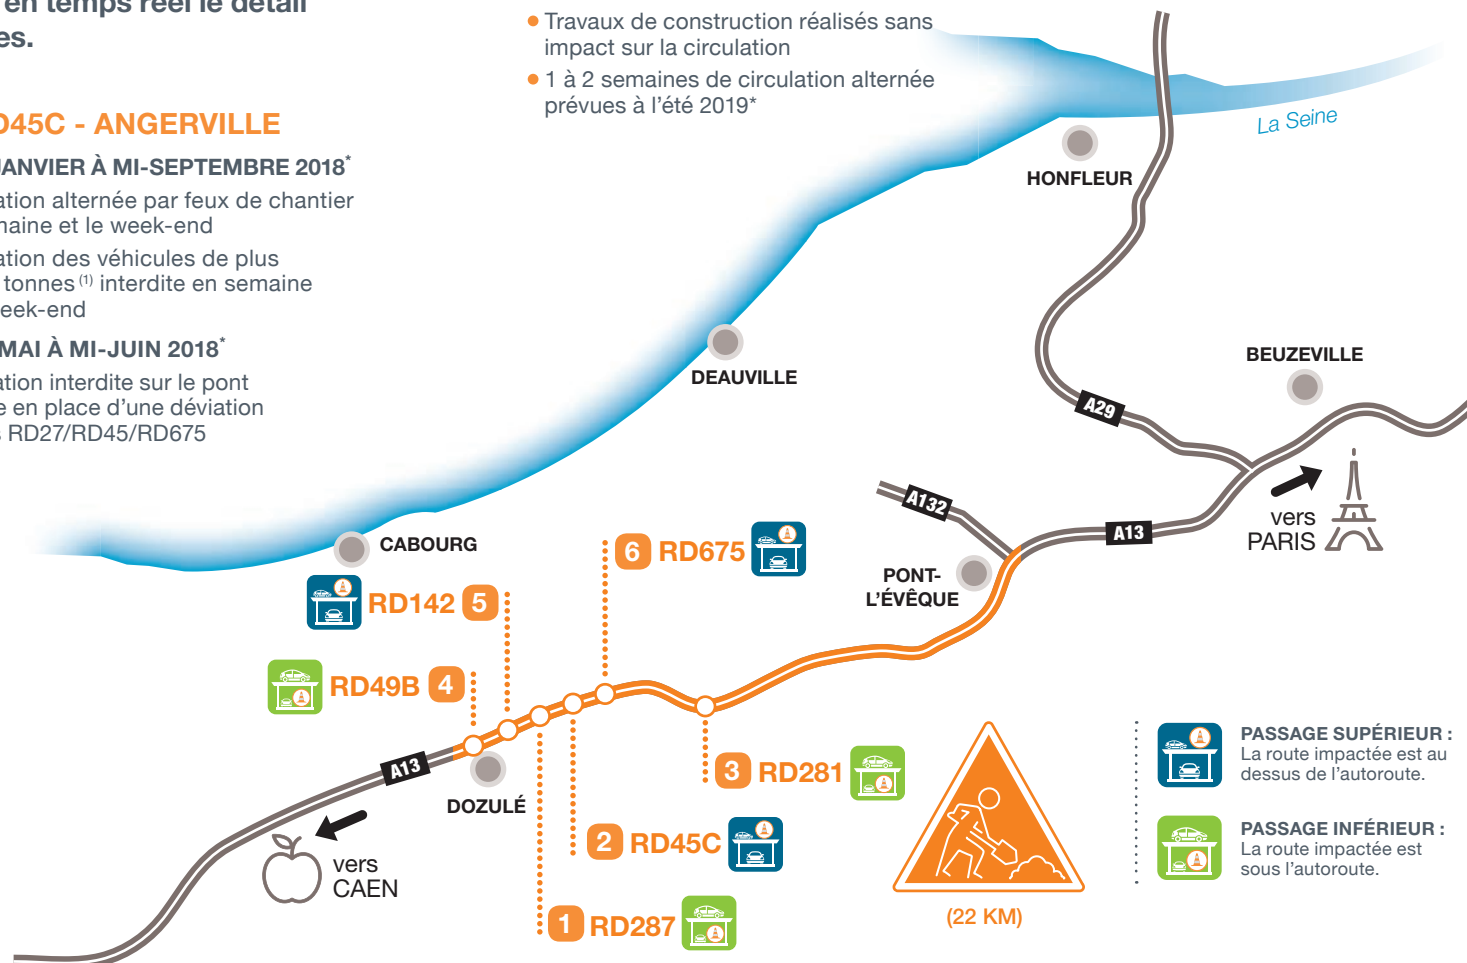 en temps réel le détail
es.
D45C - ANGERVILLE
JANVIER À MI-SEPTEMBRE 2018*
ation alternée par feux de chantier
naine et le week-end
ation des véhicules de plus
tonnes (1) interdite en semaine
eek-end
MAI À MI-JUIN 2018*
ation interdite sur le pont
e en place d'une déviation
s RD27/RD45/RD675
• Travaux de construction réalisés sans
impact sur la circulation
• 1 à 2 semaines de circulation alternée
prévues à l'été 2019*
La Seine
HONFLEUR
DEAUVILLE
BEUZEVILLE
A29
A132
A13
vers
PARIS
CABOURG
6 RD675
PONT-
L'ÉVÊQUE
RD142 5
RD49B 4
A13
DOZULÉ
3 RD281
2 RD45C
1 RD287
vers
CAEN
(22 KM)
PASSAGE SUPÉRIEUR :
La route impactée est au
dessus de l'autoroute.
PASSAGE INFÉRIEUR :
La route impactée est
sous l'autoroute.